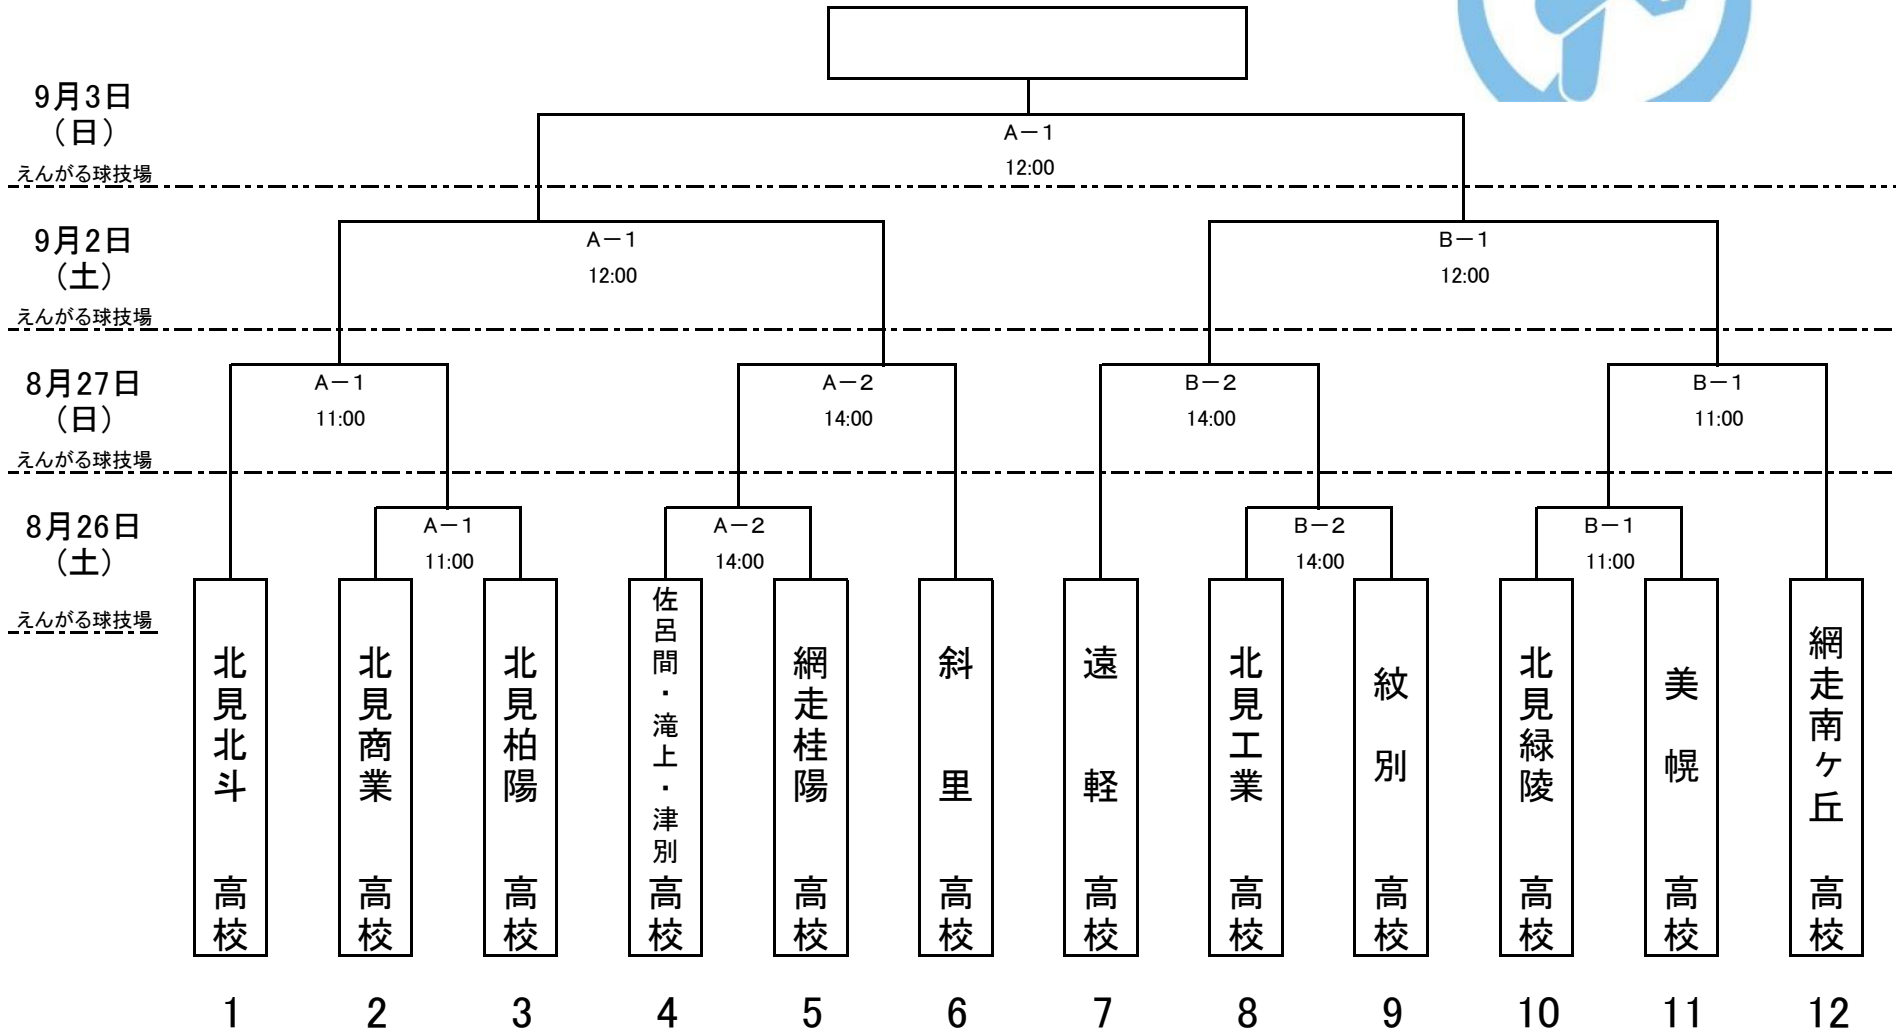 9月3日
（日）
えんがる球技場
A－1
12:00
9月2日
（土）
えんがる球技場
A－1
12:00
B－1
12:00
8月27日
（日）
えんがる球技場
A－1
11:00
A－2
14:00
B－2
14:00
B－1
11:00
8月26日
（土）
えんがる球技場
A－1
11:00
A－2
14:00
B－2
14:00
B－1
11:00
北見北斗 高校
北見商業 高校
北見柏陽 高校
佐呂間・滝上・津別 高校
網走桂陽 高校
斜里 高校
遠軽 高校
北見工業 高校
紋別 高校
北見緑陵 高校
美幌 高校
網走南ヶ丘 高校
1 2 3 4 5 6 7 8 9 10 11 12